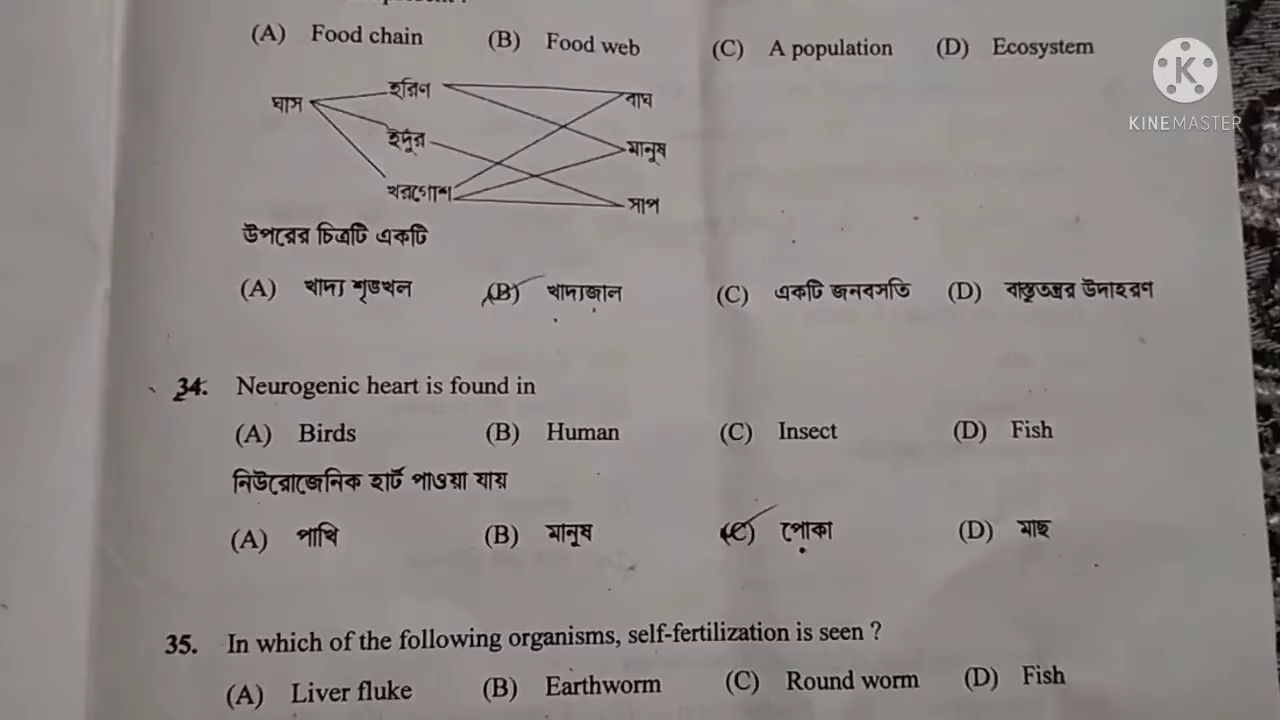 (A) Food chain (B) Food web (C) A population (D) Ecosystem
ঘাস হরিণ বাঘ
ইঁদুর মানুষ
খরগোশ সাপ
উপরের চিত্রটি একটি
(A) খাদ্য শৃঙখল (B) খাদ্যজাল (C) একটি জনবসতি (D) বাস্তুতন্ত্রর উদাহরণ
34. Neurogenic heart is found in
(A) Birds (B) Human (C) Insect (D) Fish
নিউরোজেনিক হার্ট পাওয়া যায়
(A) পাখি (B) মানুষ (C) পোকা (D) মাছ
35. In which of the following organisms, self-fertilization is seen ?
(A) Liver fluke (B) Earthworm (C) Round worm (D) Fish
K
KINEMASTER